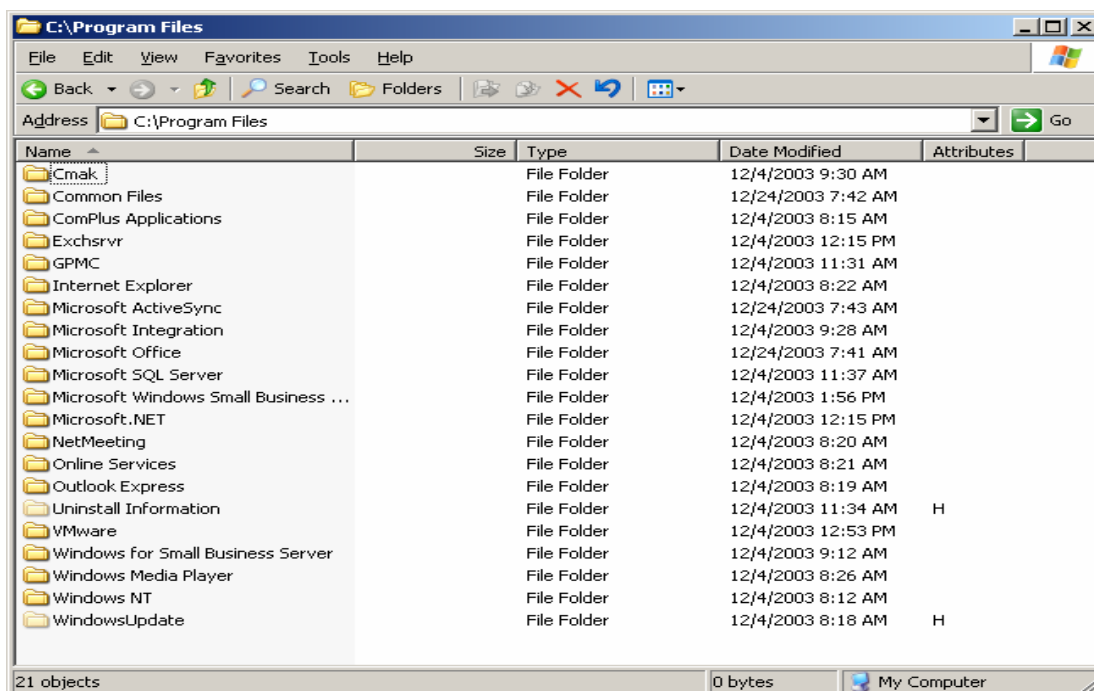 C:\Program Files
File Edit View Favorites Tools Help
Back Search Folders
Address C:\Program Files Go
Name Size Type Date Modified Attributes
Cmak File Folder 12/4/2003 9:30 AM
Common Files File Folder 12/24/2003 7:42 AM
ComPlus Applications File Folder 12/4/2003 8:15 AM
Exchsrvr File Folder 12/4/2003 12:15 PM
GPMC File Folder 12/4/2003 11:31 AM
Internet Explorer File Folder 12/4/2003 8:22 AM
Microsoft ActiveSync File Folder 12/24/2003 7:43 AM
Microsoft Integration File Folder 12/4/2003 9:28 AM
Microsoft Office File Folder 12/24/2003 7:41 AM
Microsoft SQL Server File Folder 12/4/2003 11:37 AM
Microsoft Windows Small Business ... File Folder 12/4/2003 1:56 PM
Microsoft.NET File Folder 12/4/2003 12:15 PM
NetMeeting File Folder 12/4/2003 8:20 AM
Online Services File Folder 12/4/2003 8:21 AM
Outlook Express File Folder 12/4/2003 8:19 AM
Uninstall Information File Folder 12/4/2003 11:34 AM H
VMware File Folder 12/4/2003 12:53 PM
Windows for Small Business Server File Folder 12/4/2003 9:12 AM
Windows Media Player File Folder 12/4/2003 8:26 AM
Windows NT File Folder 12/4/2003 8:12 AM
WindowsUpdate File Folder 12/4/2003 8:18 AM H
21 objects 0 bytes My Computer